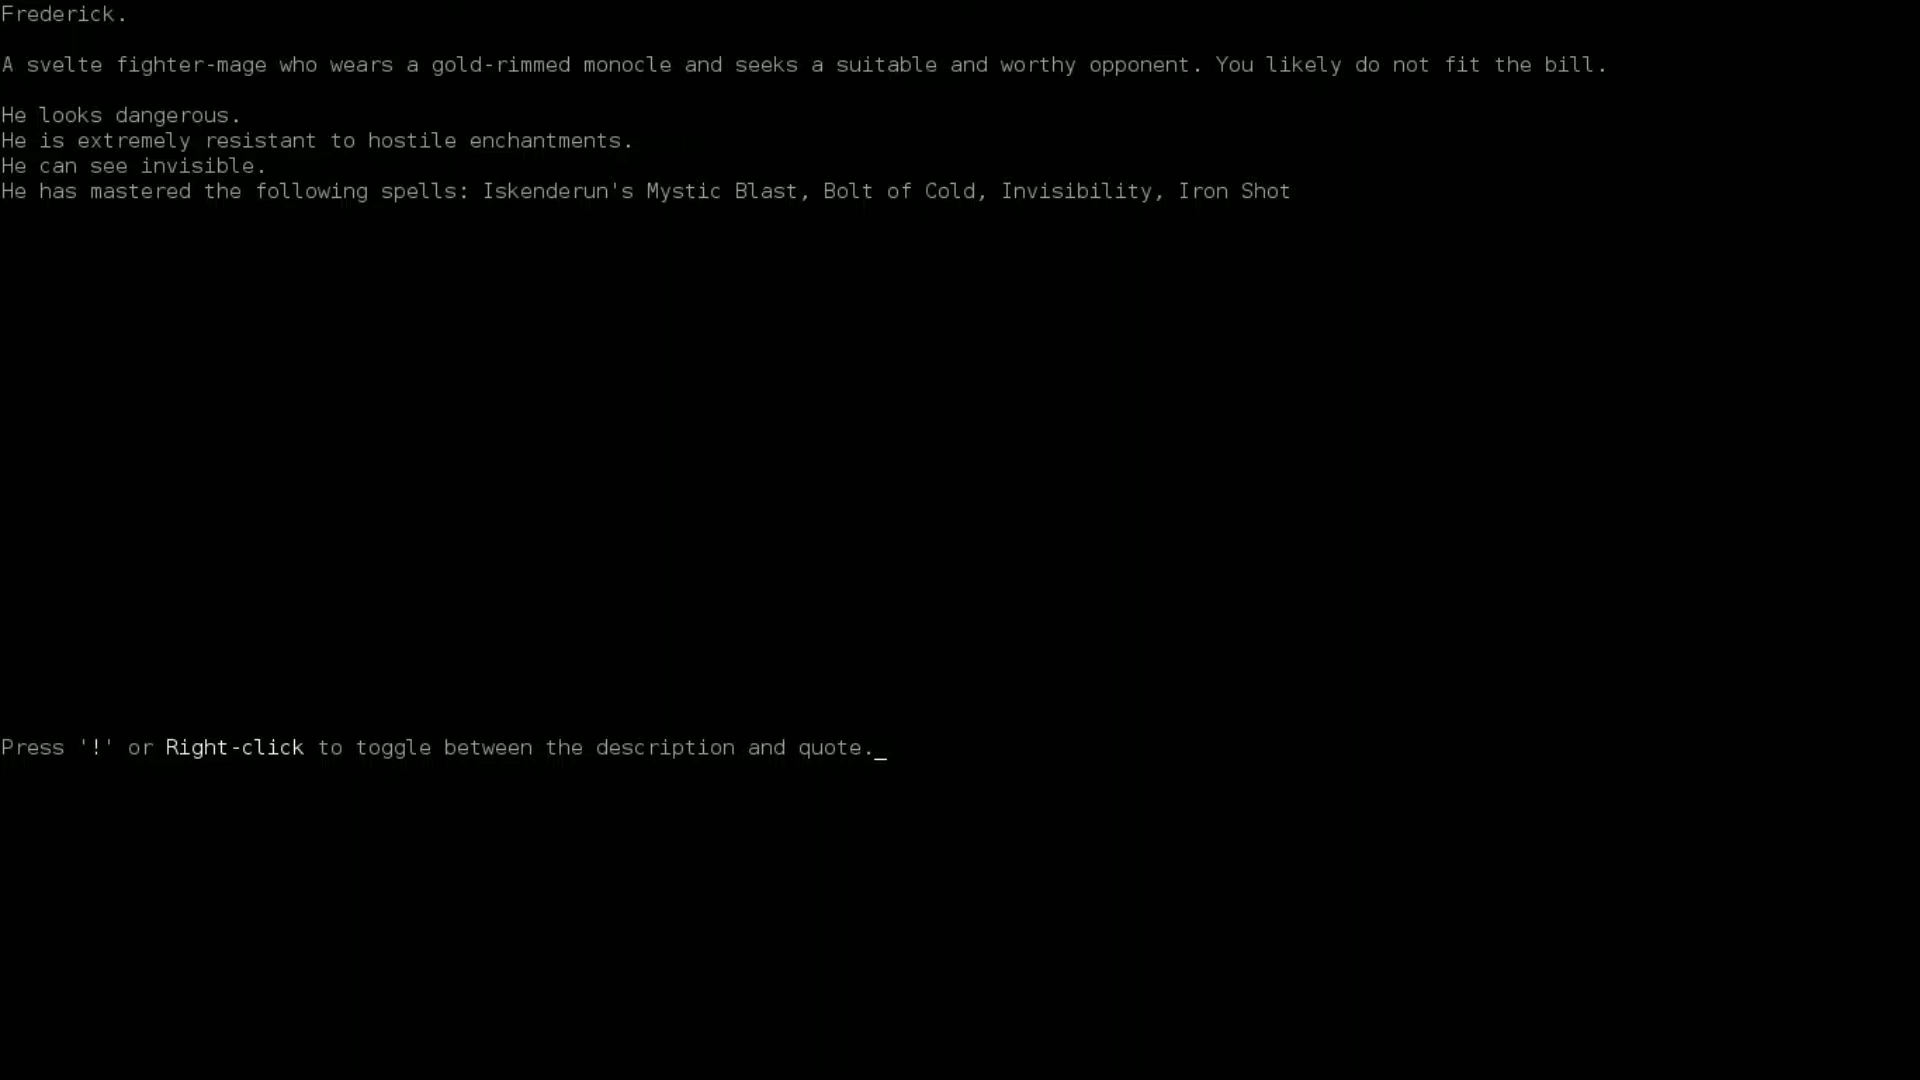 Frederick.
A svelte fighter-mage who wears a gold-rimmed monocle and seeks a suitable and worthy opponent. You likely do not fit the bill.
He looks dangerous.
He is extremely resistant to hostile enchantments.
He can see invisible.
He has mastered the following spells: Iskenderun's Mystic Blast, Bolt of Cold, Invisibility, Iron Shot
Press '!' or Right-click to toggle between the description and quote._